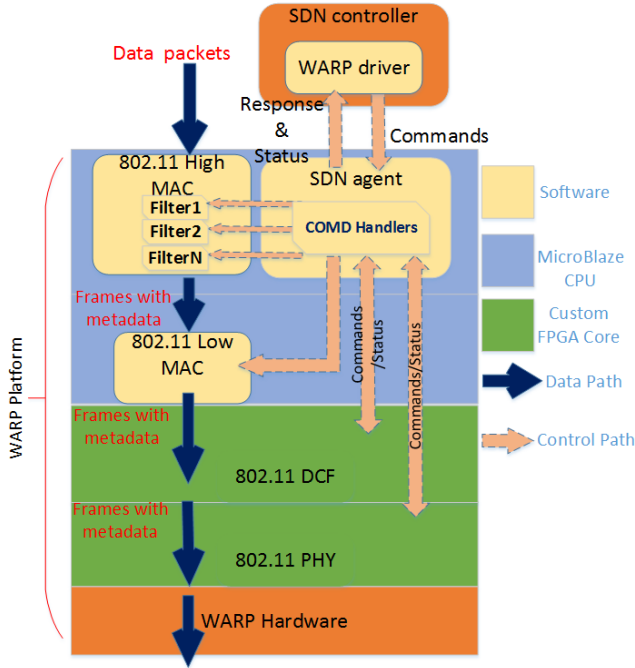 SDN controller
WARP driver
Data packets
Response
&
Status
Commands
802.11 High
MAC
Filter1
Filter2
FilterN
SDN agent
COMD Handlers
Software
MicroBlaze
CPU
Custom
FPGA Core
Data Path
Control Path
Frames with
metadata
802.11 Low
MAC
Commands
/Status
Commands/Status
WARP Platform
Frames with
metadata
802.11 DCF
Frames with
metadata
802.11 PHY
WARP Hardware